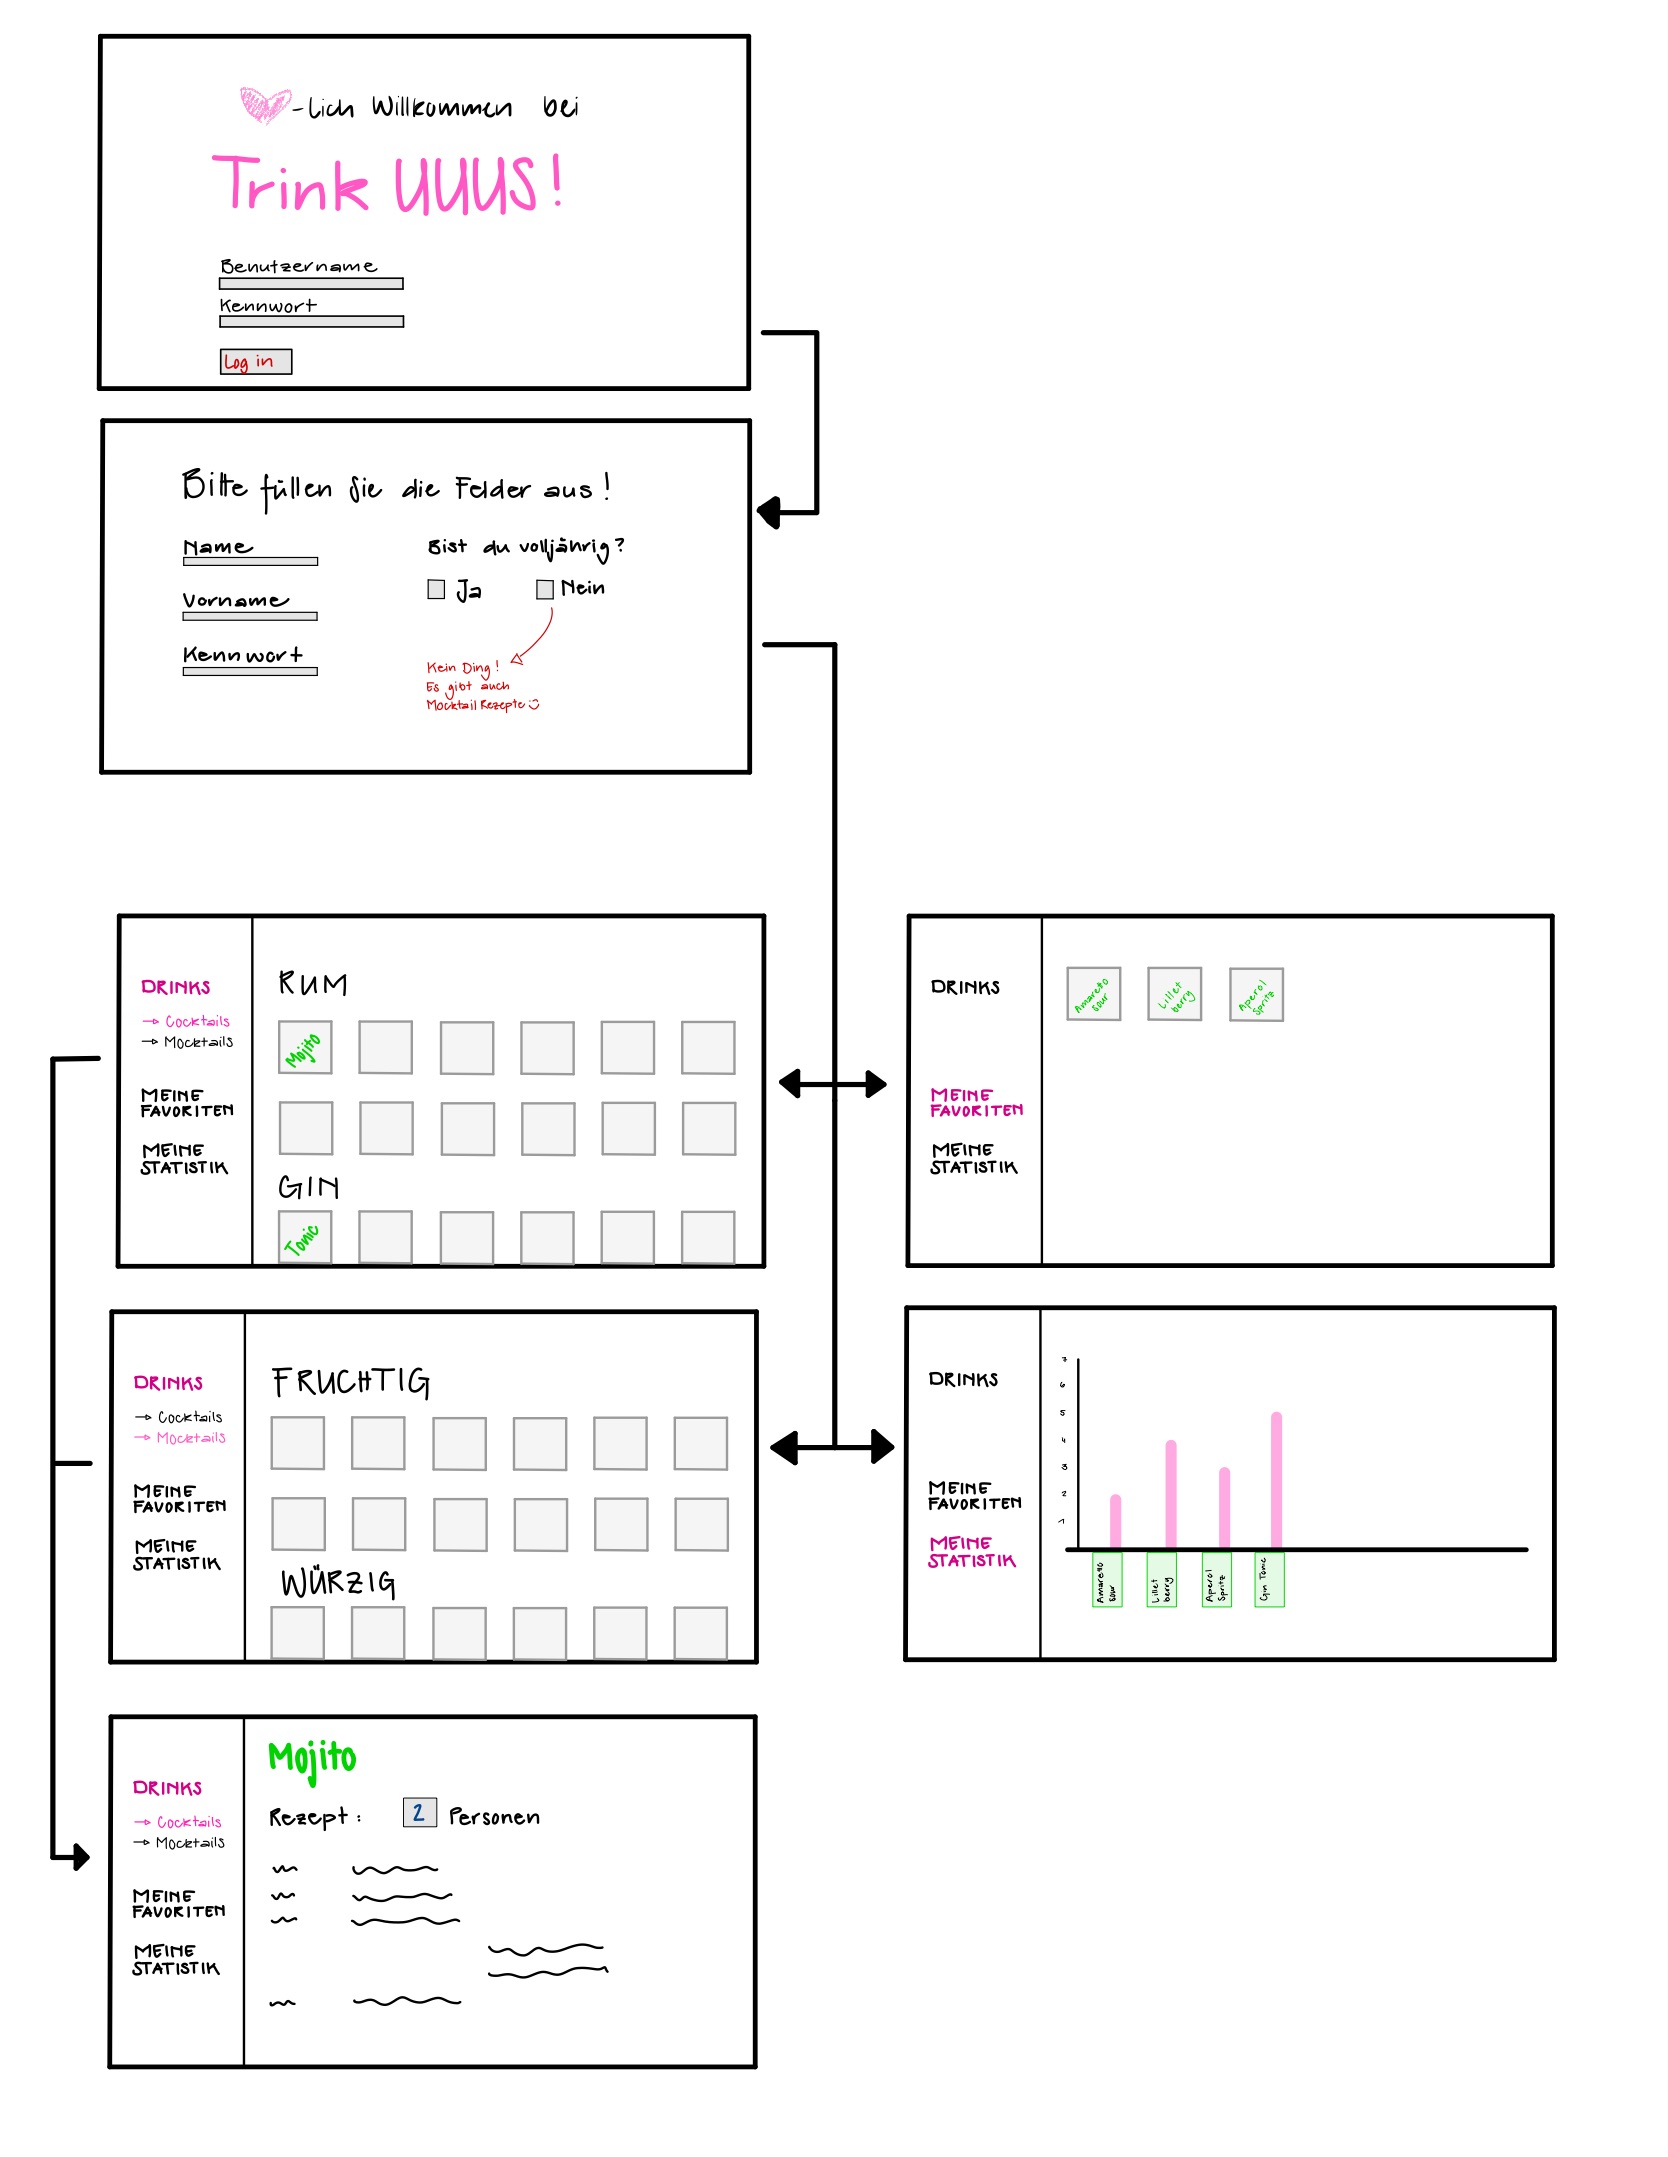 -lich Willkommen bei
Trink UUUS!
Benutzername
Kennwort
Log in
Bitte füllen Sie die Felder aus!
Name
Vorname
Kennwort
Bist du volljährig?
Ja Nein
Kein Ding!
Es gibt auch
Mocktail Rezepte :)
DRINKS
→ Cocktails
→ Mocktails
MEINE
FAVORITEN
MEINE
STATISTIK
RUM
Mojito
GIN
Tonic
DRINKS
MEINE
FAVORITEN
MEINE
STATISTIK
Amaretto
Sour
Lillet
berry
Aperol
Spritz
DRINKS
→ Cocktails
→ Mocktails
MEINE
FAVORITEN
MEINE
STATISTIK
FRUCHTIG
WÜRZIG
DRINKS
MEINE
FAVORITEN
MEINE
STATISTIK
7
6
5
4
3
2
1
Amaretto
Sour
Lillet
berry
Aperol
Spritz
Gin Tonic
DRINKS
→ Cocktails
→ Mocktails
MEINE
FAVORITEN
MEINE
STATISTIK
Mojito
Rezept: 2 Personen